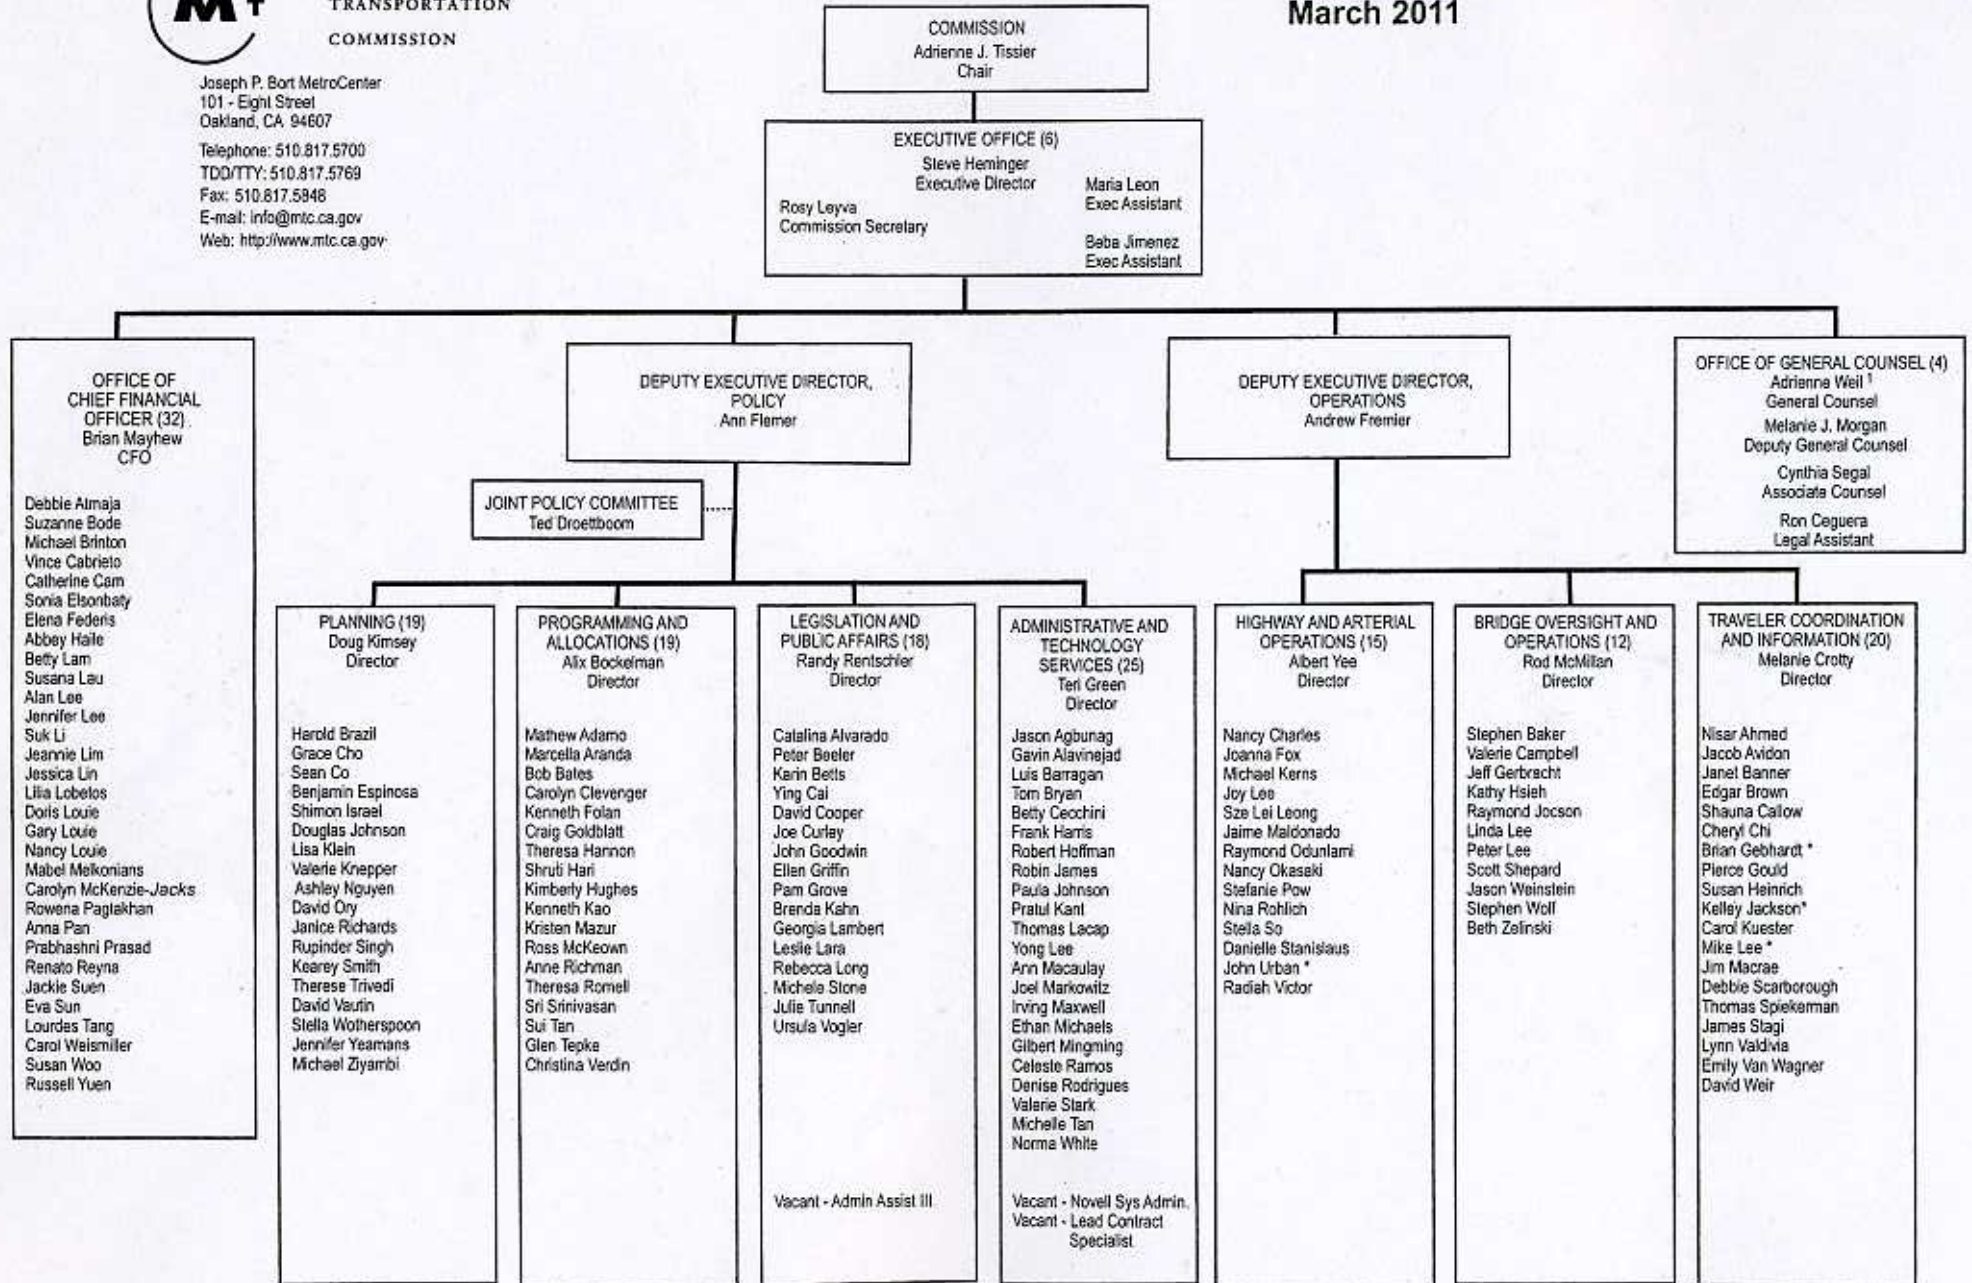 TRANSPORTATION
COMMISSION
Joseph P. Bort MetroCenter
101 - Eight Street
Oakland, CA 94607
Telephone: 510.817.5700
TDD/TTY: 510.817.5769
Fax: 510.817.5848
E-mail: info@mtc.ca.gov
Web: http://www.mtc.ca.gov
March 2011
COMMISSION
Adrienne J. Tissier
Chair
EXECUTIVE OFFICE (6)
Steve Heminger
Executive Director
Rosy Leyva
Commission Secretary
Maria Leon
Exec Assistant
Beba Jimenez
Exec Assistant
OFFICE OF
CHIEF FINANCIAL
OFFICER (32)
Brian Mayhew
CFO
Debbie Atmaja
Suzanne Bode
Michael Brinton
Vince Cabrieto
Catherine Cam
Sonia Elsonbaty
Elena Federis
Abbey Haile
Betty Lam
Susana Lau
Alan Lee
Jennifer Lee
Suk Li
Jeannie Lim
Jessica Lin
Lilia Lobelos
Doris Louie
Gary Louie
Nancy Louie
Mabel Melkonians
Carolyn McKenzie-Jacks
Rowena Paglakhan
Anna Pan
Prabhashni Prasad
Renato Reyna
Jackie Suen
Eva Sun
Lourdes Tang
Carol Weismiller
Susan Woo
Russell Yuen
DEPUTY EXECUTIVE DIRECTOR,
POLICY
Ann Flemer
JOINT POLICY COMMITTEE
Ted Droettboom
DEPUTY EXECUTIVE DIRECTOR,
OPERATIONS
Andrew Fremier
OFFICE OF GENERAL COUNSEL (4)
Adrienne Weil ¹
General Counsel
Melanie J. Morgan
Deputy General Counsel
Cynthia Segal
Associate Counsel
Ron Ceguera
Legal Assistant
PLANNING (19)
Doug Kimsey
Director
Harold Brazil
Grace Cho
Sean Co
Benjamin Espinosa
Shimon Israel
Douglas Johnson
Lisa Klein
Valerie Knepper
Ashley Nguyen
David Ory
Janice Richards
Rupinder Singh
Kearey Smith
Therese Trivedi
David Vautin
Stella Wotherspoon
Jennifer Yeamans
Michael Ziyambi
PROGRAMMING AND
ALLOCATIONS (19)
Alix Bockelman
Director
Mathew Adamo
Marcella Aranda
Bob Bates
Carolyn Clevenger
Kenneth Folan
Craig Goldblatt
Theresa Hannon
Shruti Hari
Kimberly Hughes
Kenneth Kao
Kristen Mazur
Ross McKeown
Anne Richman
Theresa Romell
Sri Srinivasan
Sui Tan
Glen Tepke
Christina Verdin
LEGISLATION AND
PUBLIC AFFAIRS (18)
Randy Rentschler
Director
Catalina Alvarado
Peter Beeler
Karin Betts
Ying Cai
David Cooper
Joe Curley
John Goodwin
Ellen Griffin
Pam Grove
Brenda Kahn
Georgia Lambert
Leslie Lara
Rebecca Long
Michele Stone
Julie Tunnell
Ursula Vogler
Vacant - Admin Assist III
ADMINISTRATIVE AND
TECHNOLOGY
SERVICES (25)
Teri Green
Director
Jason Agbunag
Gavin Alavinejad
Luis Barragan
Tom Bryan
Betty Cecchini
Frank Harris
Robert Hoffman
Robin James
Paula Johnson
Pratul Kant
Thomas Lacap
Yong Lee
Ann Macaulay
Joel Markowitz
Irving Maxwell
Ethan Michaels
Gilbert Mingming
Celeste Ramos
Denise Rodrigues
Valerie Stark
Michelle Tan
Norma White
Vacant - Novell Sys Admin.
Vacant - Lead Contract
Specialist
HIGHWAY AND ARTERIAL
OPERATIONS (15)
Albert Yee
Director
Nancy Charles
Joanna Fox
Michael Kerns
Joy Lee
Sze Lei Leong
Jaime Maldonado
Raymond Odunlami
Nancy Okasaki
Stefanie Pow
Nina Rohlich
Stella So
Danielle Stanislaus
John Urban *
Radiah Victor
BRIDGE OVERSIGHT AND
OPERATIONS (12)
Rod McMillan
Director
Stephen Baker
Valerie Campbell
Jeff Gerbracht
Kathy Hsieh
Raymond Jocson
Linda Lee
Peter Lee
Scott Shepard
Jason Weinstein
Stephen Wolf
Beth Zelinski
TRAVELER COORDINATION
AND INFORMATION (20)
Melanie Crotty
Director
Nisar Ahmed
Jacob Avidon
Janet Banner
Edgar Brown
Shauna Callow
Cheryl Chi
Brian Gebhardt *
Pierce Gould
Susan Heinrich
Kelley Jackson*
Carol Kuester
Mike Lee *
Jim Macrae
Debbie Scarborough
Thomas Spiekerman
James Stagi
Lynn Valdivia
Emily Van Wagner
David Weir